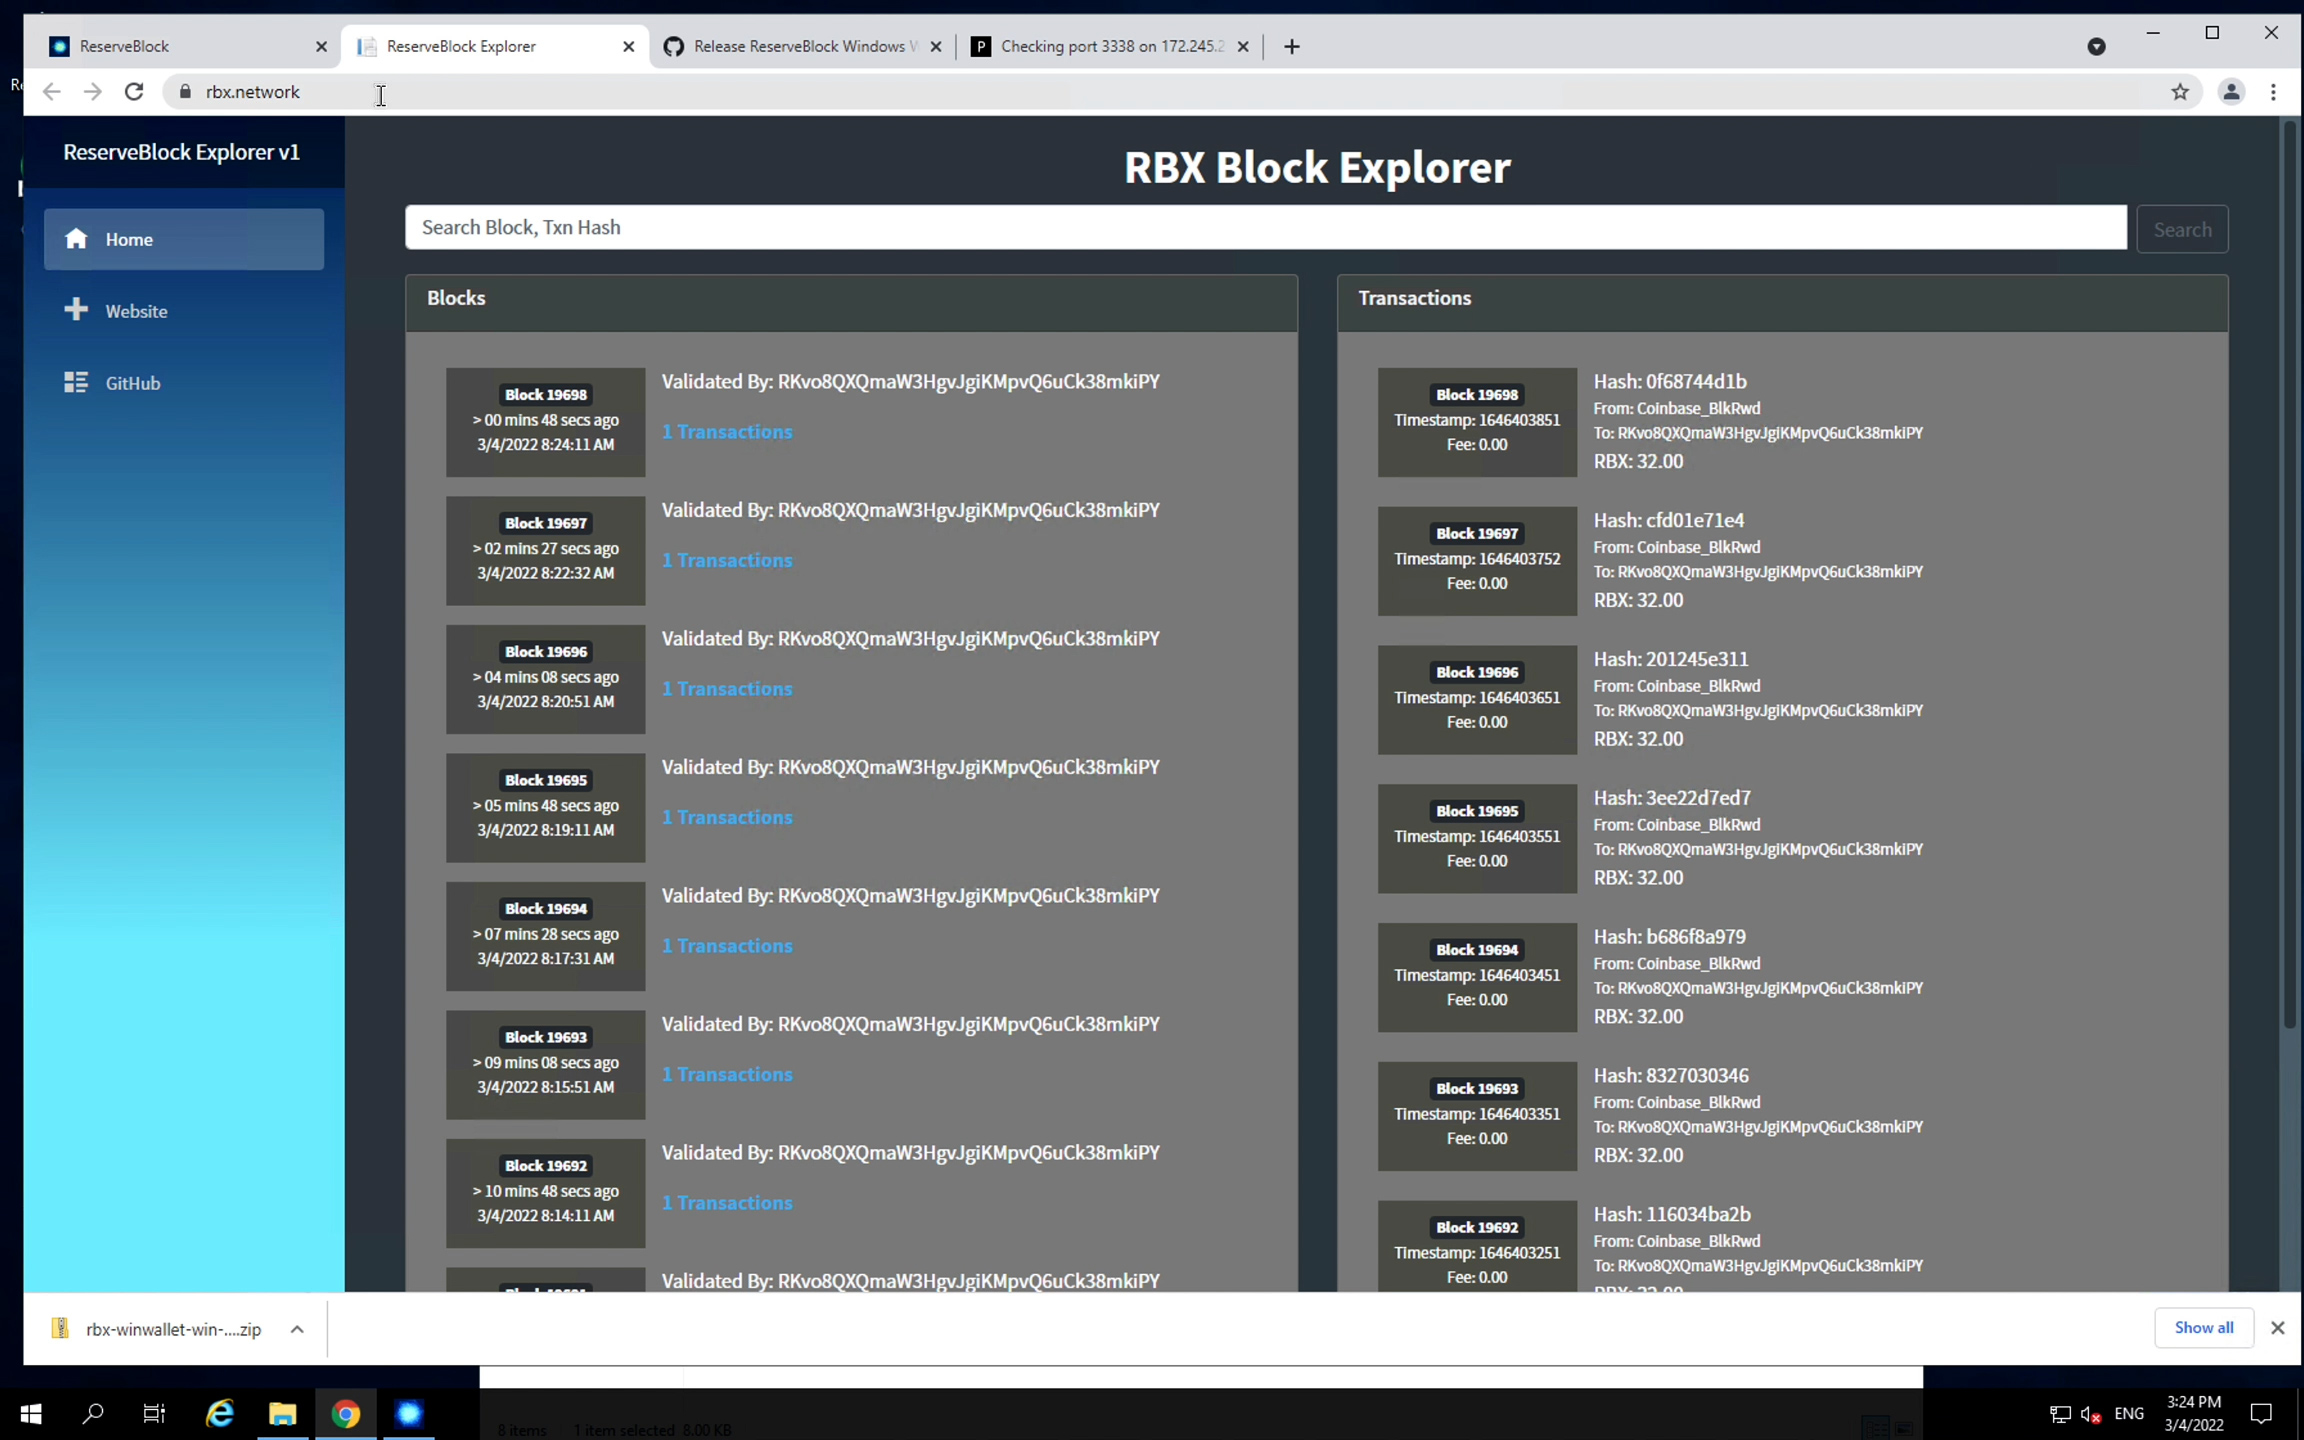 ReserveBlock
ReserveBlock Explorer
Release ReserveBlock Windows
Checking port 3338 on 172.245.2
rbx.network
ReserveBlock Explorer v1
Home
Website
GitHub
RBX Block Explorer
Search Block, Txn Hash
Search
Blocks
Block 19698
> 00 mins 48 secs ago
3/4/2022 8:24:11 AM
Validated By: RKvo8QXQmaW3HgvJgiKMpvQ6uCk38mkiPY
1 Transactions
Block 19697
> 02 mins 27 secs ago
3/4/2022 8:22:32 AM
Validated By: RKvo8QXQmaW3HgvJgiKMpvQ6uCk38mkiPY
1 Transactions
Block 19696
> 04 mins 08 secs ago
3/4/2022 8:20:51 AM
Validated By: RKvo8QXQmaW3HgvJgiKMpvQ6uCk38mkiPY
1 Transactions
Block 19695
> 05 mins 48 secs ago
3/4/2022 8:19:11 AM
Validated By: RKvo8QXQmaW3HgvJgiKMpvQ6uCk38mkiPY
1 Transactions
Block 19694
> 07 mins 28 secs ago
3/4/2022 8:17:31 AM
Validated By: RKvo8QXQmaW3HgvJgiKMpvQ6uCk38mkiPY
1 Transactions
Block 19693
> 09 mins 08 secs ago
3/4/2022 8:15:51 AM
Validated By: RKvo8QXQmaW3HgvJgiKMpvQ6uCk38mkiPY
1 Transactions
Block 19692
> 10 mins 48 secs ago
3/4/2022 8:14:11 AM
Validated By: RKvo8QXQmaW3HgvJgiKMpvQ6uCk38mkiPY
1 Transactions
Validated By: RKvo8QXQmaW3HgvJgiKMpvQ6uCk38mkiPY
Transactions
Block 19698
Timestamp: 1646403851
Fee: 0.00
Hash: 0f68744d1b
From: Coinbase_BlkRwd
To: RKvo8QXQmaW3HgvJgiKMpvQ6uCk38mkiPY
RBX: 32.00
Block 19697
Timestamp: 1646403752
Fee: 0.00
Hash: cfd01e71e4
From: Coinbase_BlkRwd
To: RKvo8QXQmaW3HgvJgiKMpvQ6uCk38mkiPY
RBX: 32.00
Block 19696
Timestamp: 1646403651
Fee: 0.00
Hash: 201245e311
From: Coinbase_BlkRwd
To: RKvo8QXQmaW3HgvJgiKMpvQ6uCk38mkiPY
RBX: 32.00
Block 19695
Timestamp: 1646403551
Fee: 0.00
Hash: 3ee22d7ed7
From: Coinbase_BlkRwd
To: RKvo8QXQmaW3HgvJgiKMpvQ6uCk38mkiPY
RBX: 32.00
Block 19694
Timestamp: 1646403451
Fee: 0.00
Hash: b686f8a979
From: Coinbase_BlkRwd
To: RKvo8QXQmaW3HgvJgiKMpvQ6uCk38mkiPY
RBX: 32.00
Block 19693
Timestamp: 1646403351
Fee: 0.00
Hash: 8327030346
From: Coinbase_BlkRwd
To: RKvo8QXQmaW3HgvJgiKMpvQ6uCk38mkiPY
RBX: 32.00
Block 19692
Timestamp: 1646403251
Fee: 0.00
Hash: 116034ba2b
From: Coinbase_BlkRwd
To: RKvo8QXQmaW3HgvJgiKMpvQ6uCk38mkiPY
rbx-winwallet-win-....zip
Show all
8 items 1 item selected 8.00 KB
ENG
3:24 PM
3/4/2022